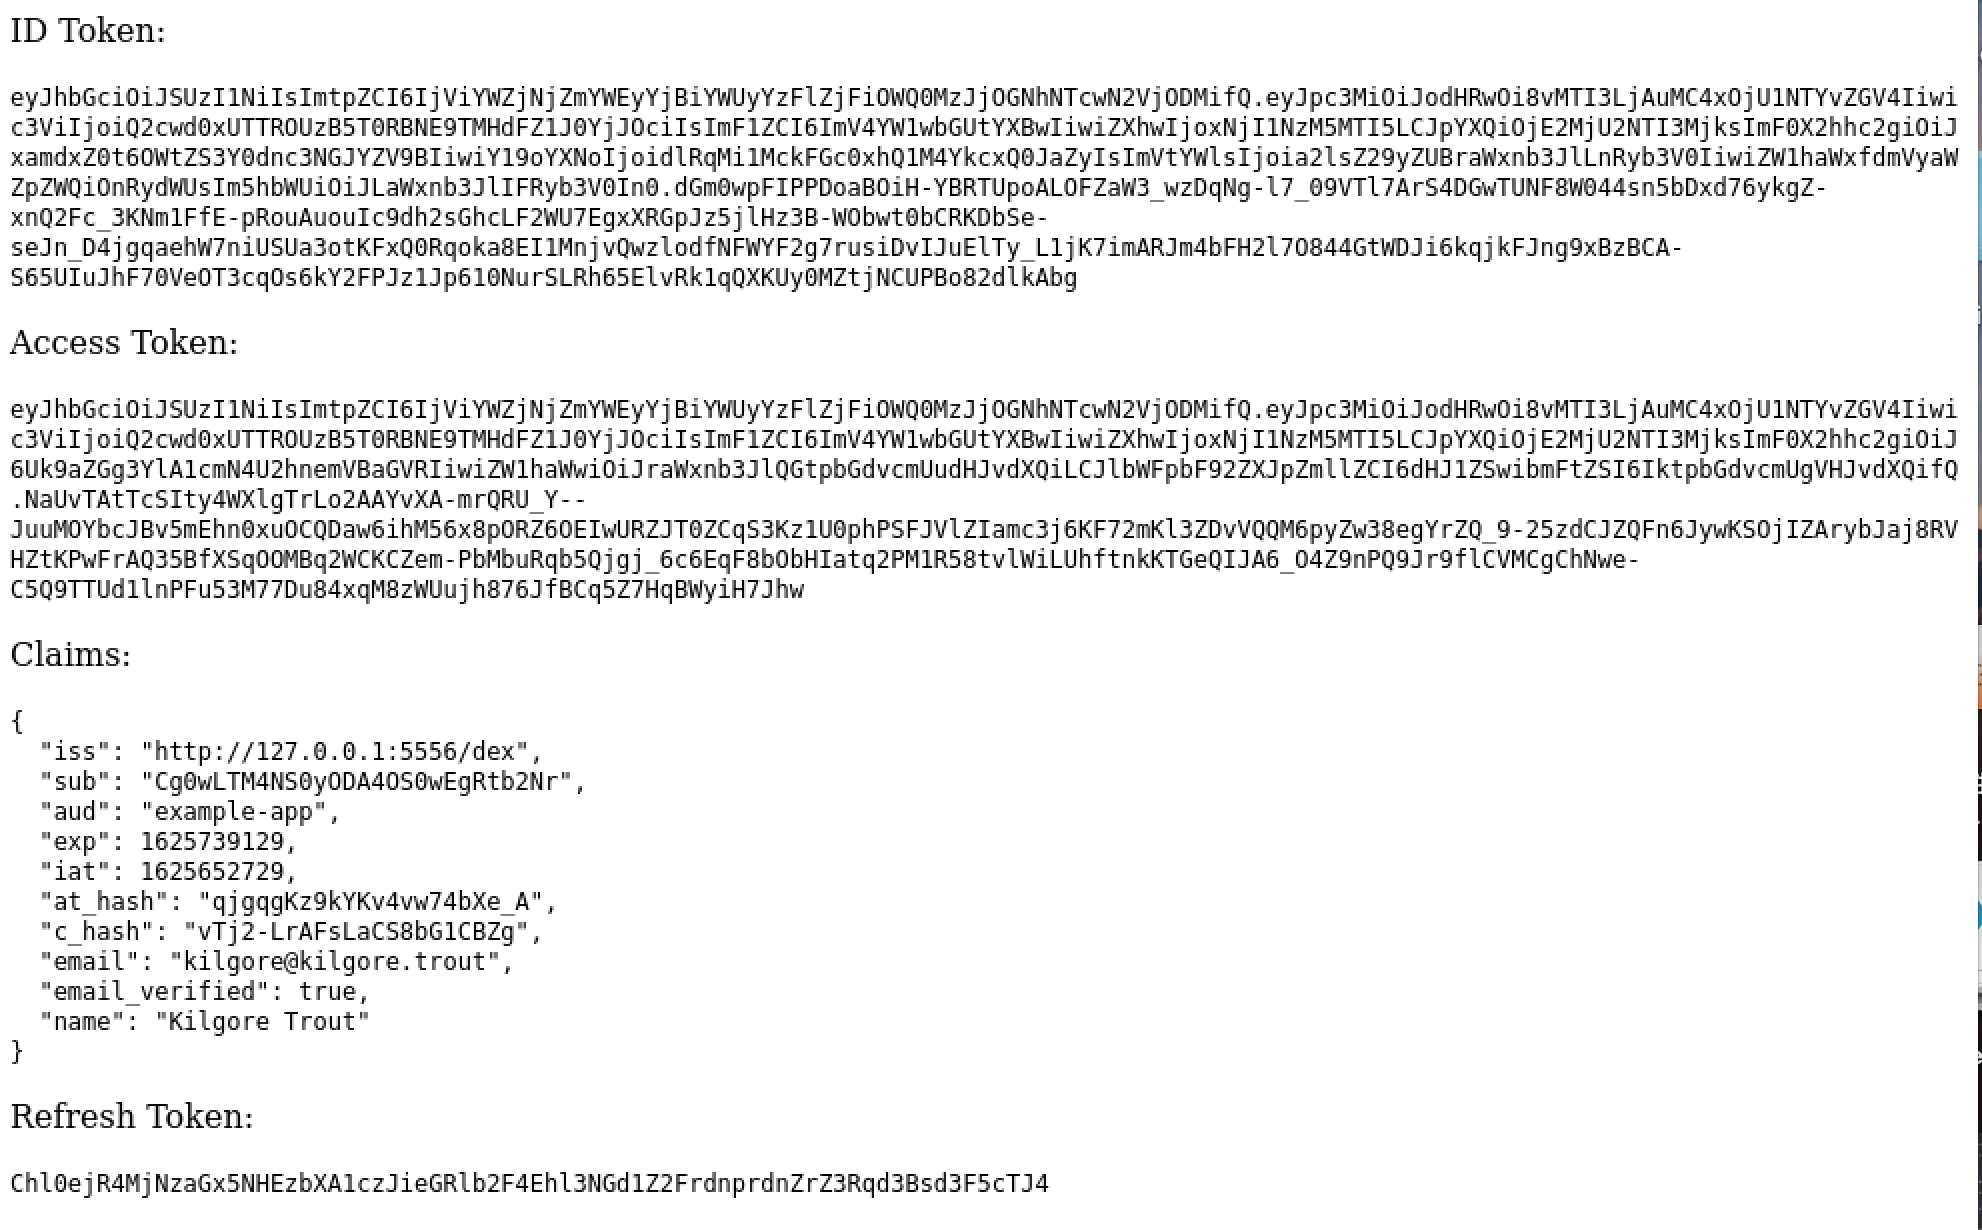 ID Token:
eyJhbGciOiJSUzI1NiIsImtpZCI6IjViYWZjNjZmYWEyYjBiYWUyYzFlZjFiOWQ0MzJjOGNhNTcwN2VjODMifQ.eyJpc3MiOiJodHRwOi8vMTI3LjAuMC4xOjU1NTYvZGV4Iiwi
c3ViIjoiQ2cwd0xUTTROUzB5T0RBNE9TMHdFZ1J0YjJOciIsImF1ZCI6ImV4YW1wbGUtYXBwIiwiZXhwIjoxNjI1NzM5MTI5LCJpYXQiOjE2MjU2NTI3MjksImF0X2hhc2giOiJ
xamdxZ0t6OWtZS3Y0dnc3NGJYZV9BIiwiY19oYXNoIjoidlRqMi1MckFGc0xhQ1M4YkcxQ0JaZyIsImVtYWlsIjoia2lsZ29yZUBraWxnb3JlLnRyb3V0IiwiZW1haWxfdmVyaW
ZpZWQiOnRydWUsIm5hbWUiOiJLaWxnb3JlIFRyb3V0In0.dGm0wpFIPPDoaBOiH-YBRTUpoALOFZaW3_wzDqNg-l7_09VTl7ArS4DGwTUNF8W044sn5bDxd76ykgZ-
xnQ2Fc_3KNm1FfE-pRouAuouIc9dh2sGhcLF2WU7EgxXRGpJz5jlHz3B-WObwt0bCRKDbSe-
seJn_D4jgqaehW7niUSUa3otKFxQ0Rqoka8EI1MnjvQwzlodfNFWYF2g7rusiDvIJuElTy_L1jK7imARJm4bFH2l7O844GtWDJi6kqjkFJng9xBzBCA-
S65UIuJhF70VeOT3cqOs6kY2FPJz1Jp610NurSLRh65ElvRk1qQXKUy0MZtjNCUPBo82dlkAbg
Access Token:
eyJhbGciOiJSUzI1NiIsImtpZCI6IjViYWZjNjZmYWEyYjBiYWUyYzFlZjFiOWQ0MzJjOGNhNTcwN2VjODMifQ.eyJpc3MiOiJodHRwOi8vMTI3LjAuMC4xOjU1NTYvZGV4Iiwi
c3ViIjoiQ2cwd0xUTTROUzB5T0RBNE9TMHdFZ1J0YjJOciIsImF1ZCI6ImV4YW1wbGUtYXBwIiwiZXhwIjoxNjI1NzM5MTI5LCJpYXQiOjE2MjU2NTI3MjksImF0X2hhc2giOiJ
6Uk9aZGg3YlA1cmN4U2hnemVBaGVRIiwiZW1haWwiOiJraWxnb3JlQGtpbGdvcmUudHJvdXQiLCJlbWFpbF92ZXJpZmllZCI6dHJ1ZSwibmFtZSI6IktpbGdvcmUgVHJvdXQifQ
.NaUvTAtTcSIty4WXlgTrLo2AAYvXA-mrQRU_Y--
JuuMOYbcJBv5mEhn0xuOCQDaw6ihM56x8pORZ6OEIwURZJT0ZCqS3Kz1U0phPSFJVlZIamc3j6KF72mKl3ZDvVQQM6pyZw38egYrZQ_9-25zdCJZQFn6JywKSOjIZArybJaj8RV
HZtKPwFrAQ35BfXSqOOMBq2WCKCZem-PbMbuRqb5Qjgj_6c6EqF8bObHIatq2PM1R58tvlWiLUhftnkKTGeQIJA6_O4Z9nPQ9Jr9flCVMCgChNwe-
C5Q9TTUd1lnPFu53M77Du84xqM8zWUujh876JfBCq5Z7HqBWyiH7Jhw
Claims:
{
"iss": "http://127.0.0.1:5556/dex",
"sub": "Cg0wLTM4NS0yODA4OS0wEgRtb2Nr",
"aud": "example-app",
"exp": 1625739129,
"iat": 1625652729,
"at_hash": "qjgqgKz9kYKv4vw74bXe_A",
"c_hash": "vTj2-LrAFsLaCS8bG1CBZg",
"email": "kilgore@kilgore.trout",
"email_verified": true,
"name": "Kilgore Trout"
}
Refresh Token:
Chl0ejR4MjNzaGx5NHEzbXA1czJieGRlb2F4Ehl3NGd1Z2FrdnprdnZrZ3Rqd3Bsd3F5cTJ4